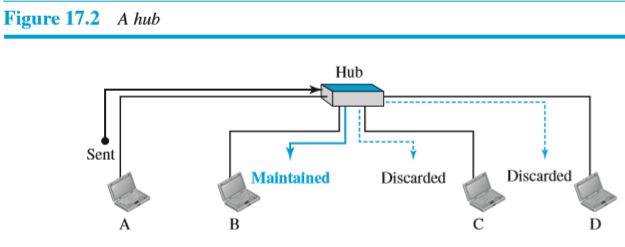 Figure 17.2 A hub
Hub
Sent
Maintained
Discarded
Discarded
A
B
C
D